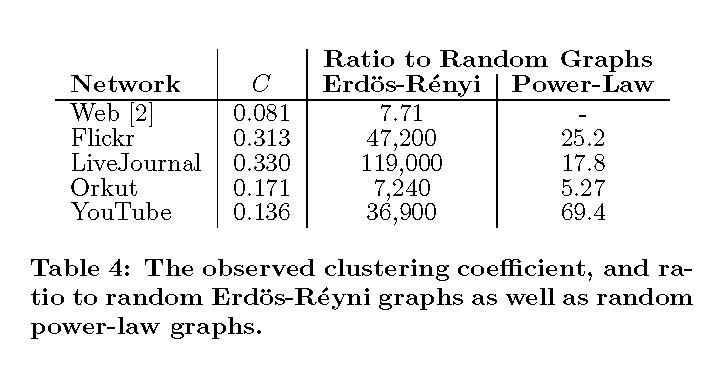 Ratio to Random Graphs
Network C Erdös-Rényi Power-Law
Web [2] 0.081 7.71 -
Flickr 0.313 47,200 25.2
LiveJournal 0.330 119,000 17.8
Orkut 0.171 7,240 5.27
YouTube 0.136 36,900 69.4
Table 4: The observed clustering coefficient, and ra-
tio to random Erdös-Réyni graphs as well as random
power-law graphs.